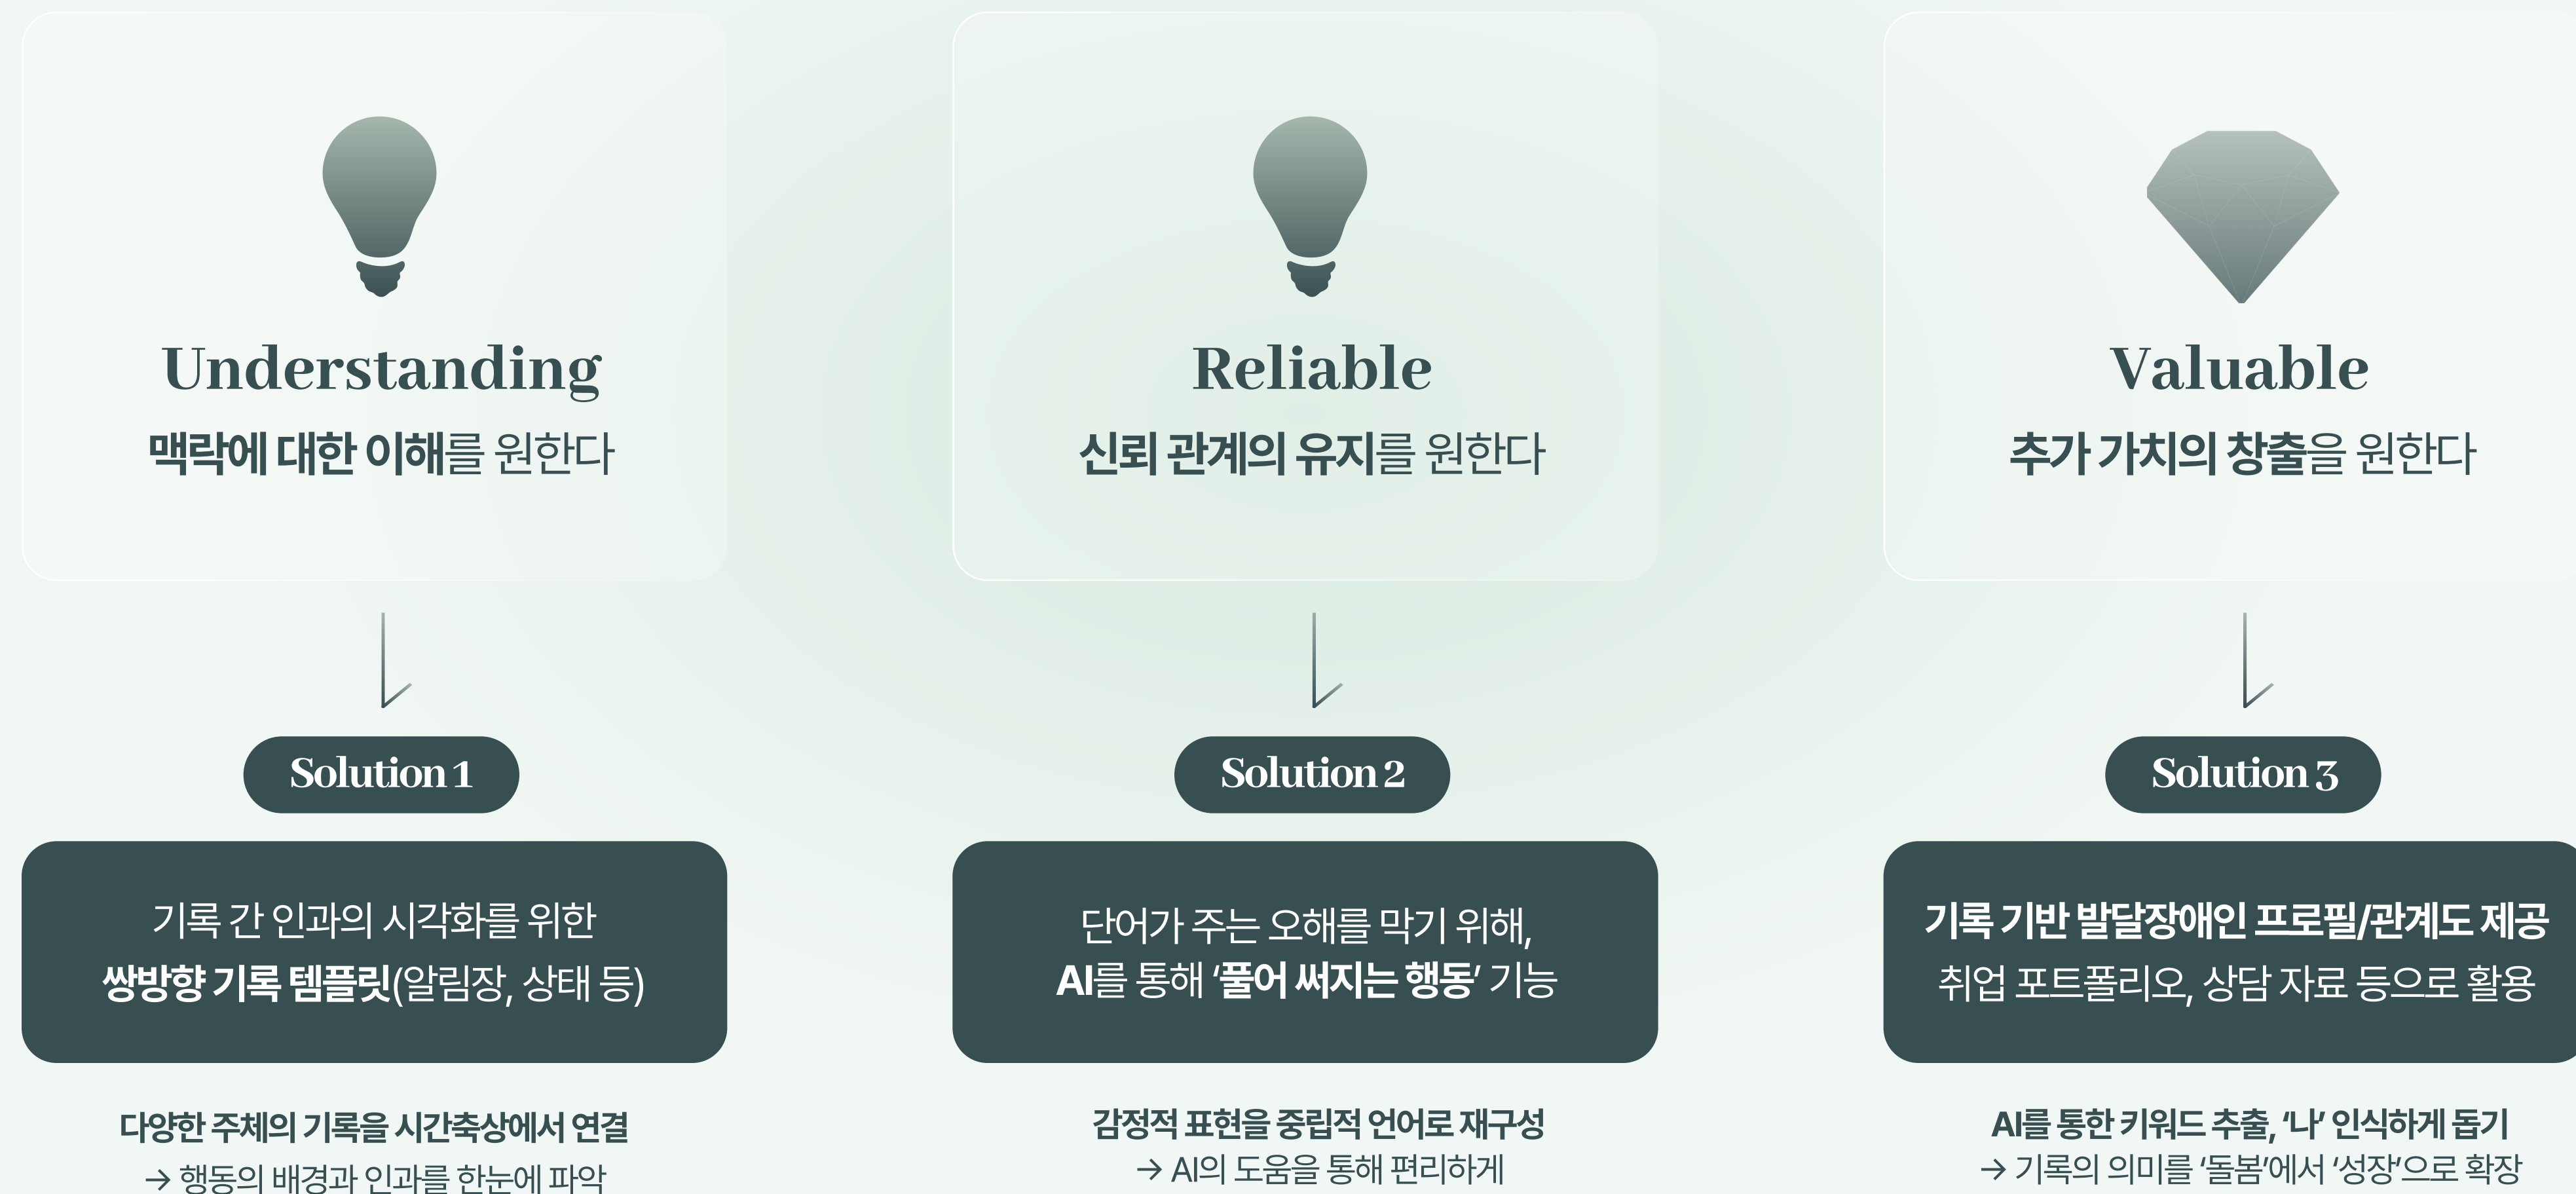 Understanding
맥락에 대한 이해를 원한다
Solution 1
기록 간 인과의 시각화를 위한
쌍방향 기록 템플릿(알림장, 상태 등)
다양한 주체의 기록을 시간축상에서 연결
→ 행동의 배경과 인과를 한눈에 파악
Reliable
신뢰 관계의 유지를 원한다
Solution 2
단어가 주는 오해를 막기 위해,
AI를 통해 ‘풀어 써지는 행동’ 기능
감정적 표현을 중립적 언어로 재구성
→ AI의 도움을 통해 편리하게
Valuable
추가 가치의 창출을 원한다
Solution 3
기록 기반 발달장애인 프로필/관계도 제공
취업 포트폴리오, 상담 자료 등으로 활용
AI를 통한 키워드 추출, ‘나’ 인식하게 돕기
→ 기록의 의미를 ‘돌봄’에서 ‘성장’으로 확장